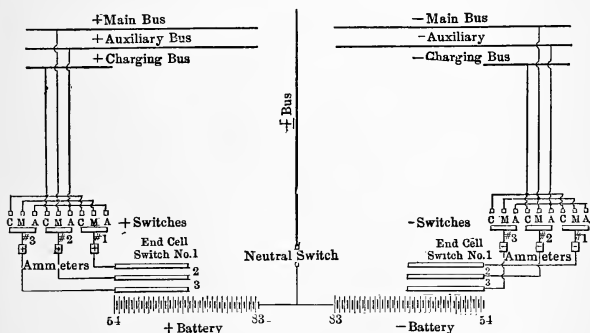 +Main Bus
+Auxiliary Bus
+Charging Bus
-Main Bus
-Auxiliary
-Charging Bus
± Bus
C M A C M A C M A
#3 #2 #1
+Switches
Ammeters
End Cell
Switch No.1
2
3
Neutral Switch
C M A C M A C M A
#3 #2 #1
-Switches
Ammeters
End Cell
Switch No.1
2
3
54
83
+Battery
83
54
-Battery